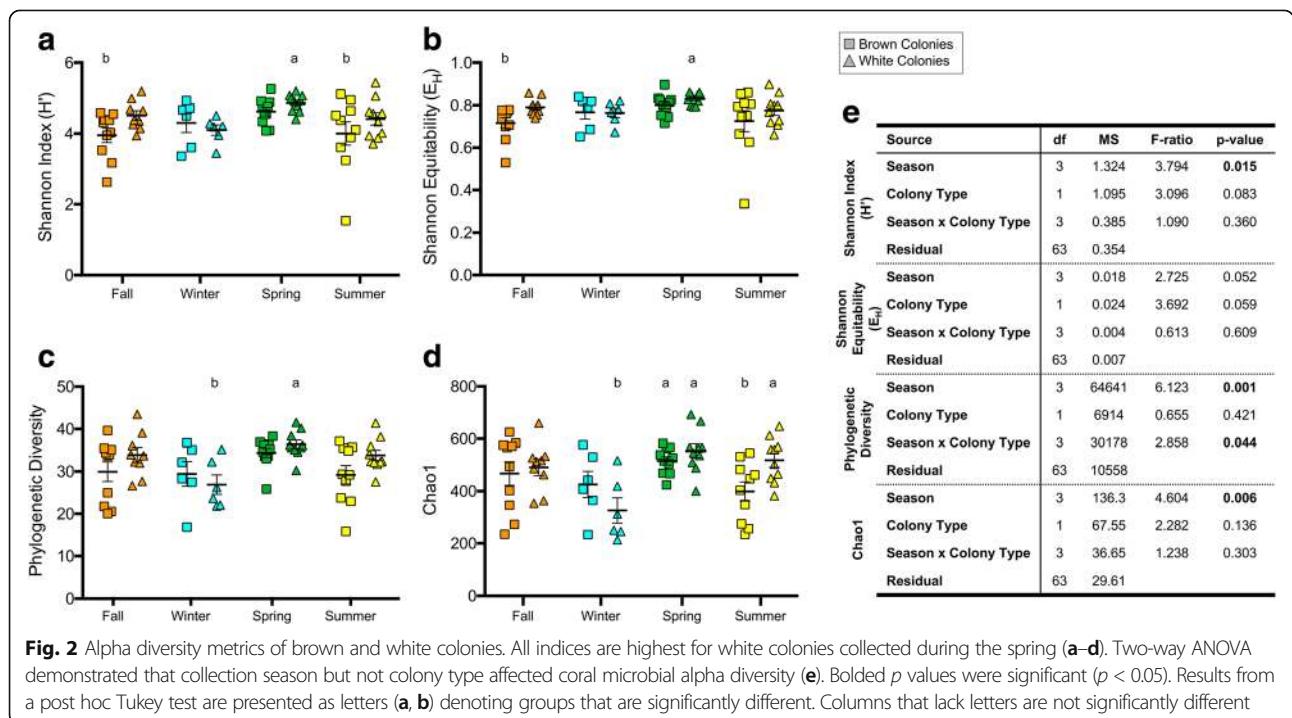 a
b
Brown Colonies
White Colonies
b a b
b a
6
4
2
0
Shannon Index (H')
Fall Winter Spring Summer
1.0
0.8
0.6
0.4
0.2
0.0
Shannon Equitability (E_H)
Fall Winter Spring Summer
c
d
b a
b a a b a
50
40
30
20
10
0
Phylogenetic Diversity
Fall Winter Spring Summer
800
600
400
200
0
Chao1
Fall Winter Spring Summer
e
Source df MS F-ratio p-value
Shannon Index (H')
Season 3 1.324 3.794 0.015
Colony Type 1 1.095 3.096 0.083
Season x Colony Type 3 0.385 1.090 0.360
Residual 63 0.354
Shannon Equitability (E_H)
Season 3 0.018 2.725 0.052
Colony Type 1 0.024 3.692 0.059
Season x Colony Type 3 0.004 0.613 0.609
Residual 63 0.007
Phylogenetic Diversity
Season 3 64641 6.123 0.001
Colony Type 1 6914 0.655 0.421
Season x Colony Type 3 30178 2.858 0.044
Residual 63 10558
Chao1
Season 3 136.3 4.604 0.006
Colony Type 1 67.55 2.282 0.136
Season x Colony Type 3 36.65 1.238 0.303
Residual 63 29.61
Fig. 2 Alpha diversity metrics of brown and white colonies. All indices are highest for white colonies collected during the spring (a–d). Two-way ANOVA
demonstrated that collection season but not colony type affected coral microbial alpha diversity (e). Bolded p values were significant (p < 0.05). Results from
a post hoc Tukey test are presented as letters (a, b) denoting groups that are significantly different. Columns that lack letters are not significantly different